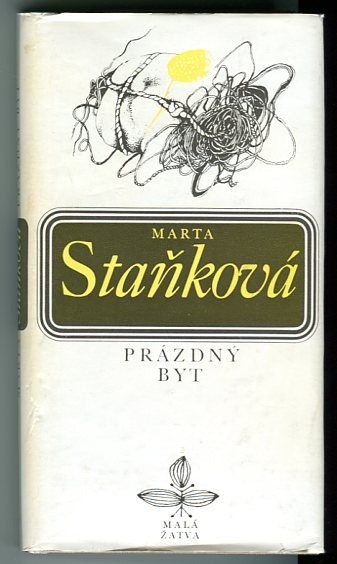 MARTA
Staňková
PRÁZDNÝ
BYT
MALÁ
ŽATVA